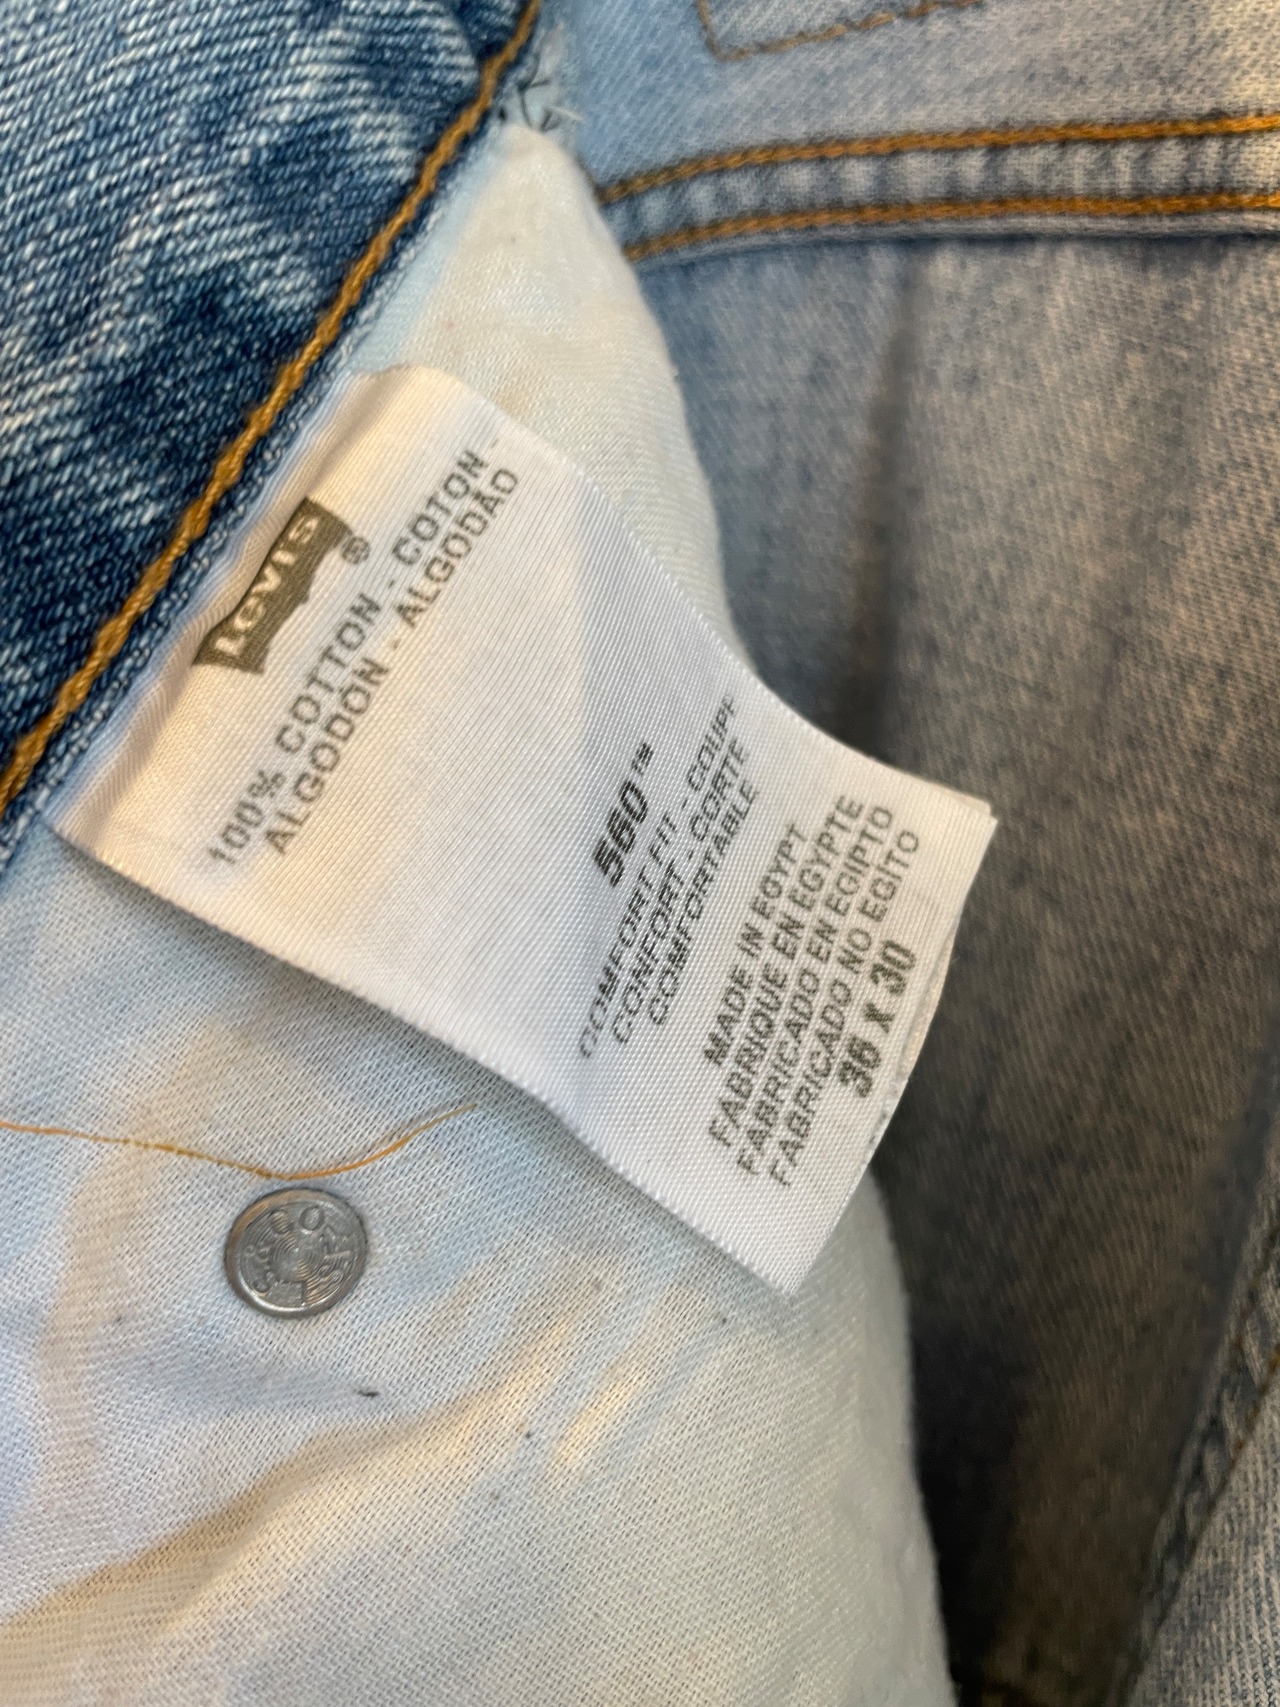 Levi's®
100% COTTON - COTON -
ALGODÓN - ALGODÃO
560™
COMFORT FIT - COUPE
CONFORT - CORTE
COMFORTABLE
MADE IN EGYPT
FABRIQUE EN EGYPTE
FABRICADO EN EGIPTO
FABRICADO NO EGITO
36 X 30